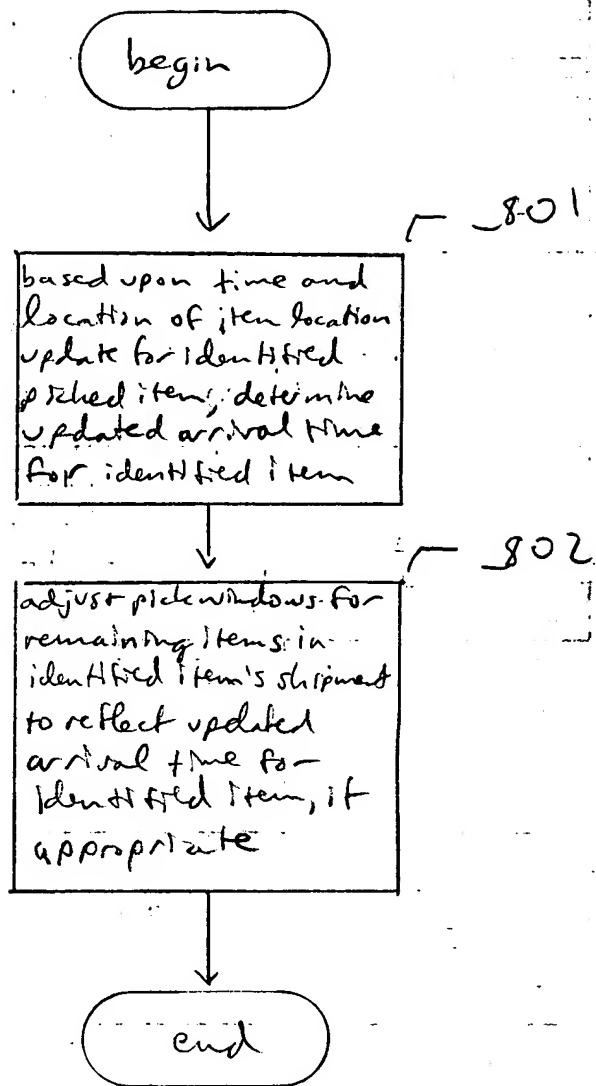 begin
801
based upon time and
location of item location
update for identified
picked item, determine
updated arrival time
for identified item
802
adjust pick windows for
remaining items in
identified item's shipment
to reflect updated
arrival time for
identified item, if
appropriate
end